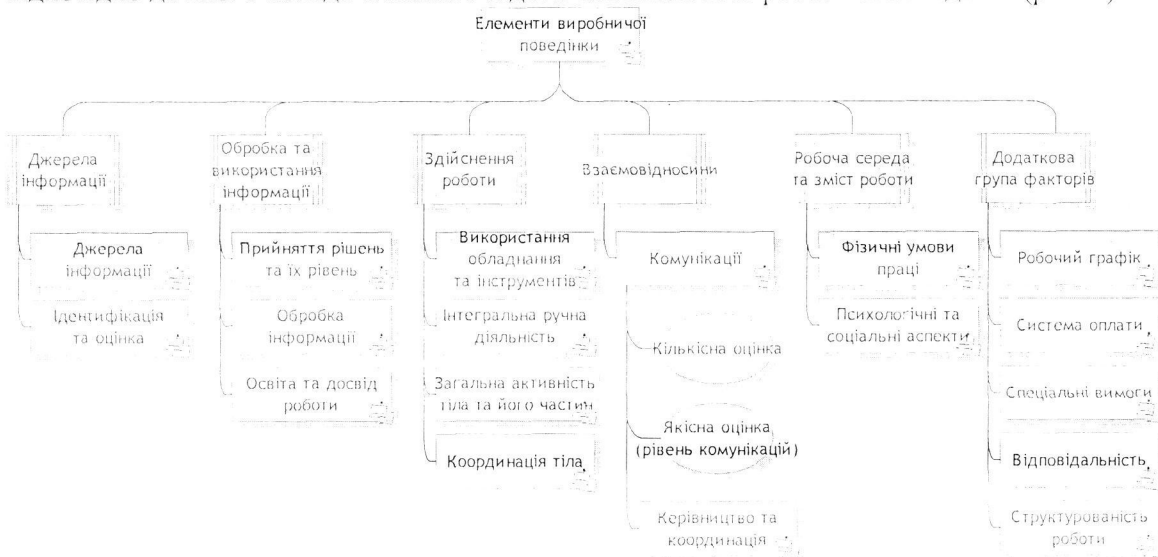 Елементи виробничої
поведінки
Джерела
інформації
Обробка та
використання
інформації
Здійснення
роботи
Взаємовідносини
Робоча середа
та зміст роботи
Додаткова
група факторів
Джерела
інформації
Ідентифікація
та оцінка
Прийняття рішень
та їх рівень
Обробка
інформації
Освіта та досвід
роботи
Використання
обладнання
та інструментів
Інтегральна ручна
діяльність
Загальна активність
тіла та його частин
Координація тіла
Комунікації
Кількісна оцінка
Якісна оцінка
(рівень комунікацій)
Керівництво та
координація
Фізичні умови
праці
Психологічні та
соціальні аспекти
Робочий графік
Система оплати
Спеціальні вимоги
Відповідальність
Структурованість
роботи